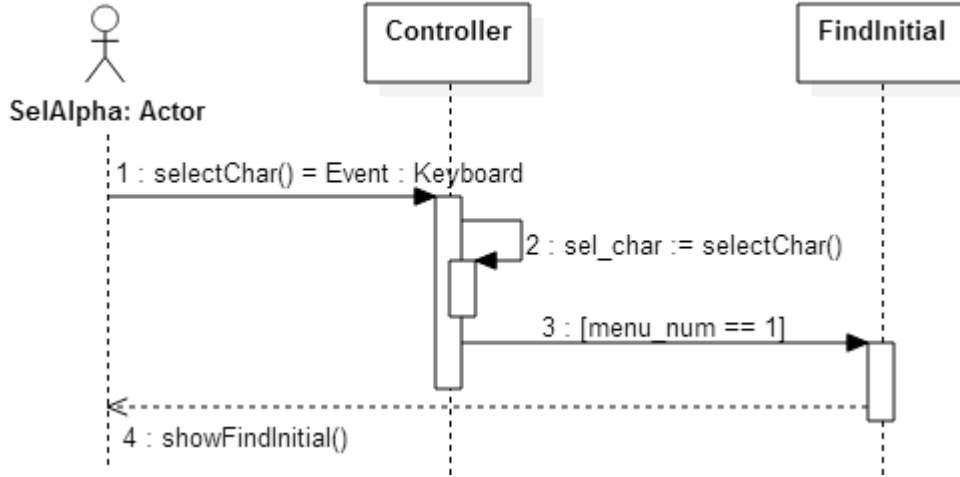 Controller
FindInitial
SelAlpha: Actor
1 : selectChar() = Event : Keyboard
2 : sel_char := selectChar()
3 : [menu_num == 1]
4 : showFindInitial()